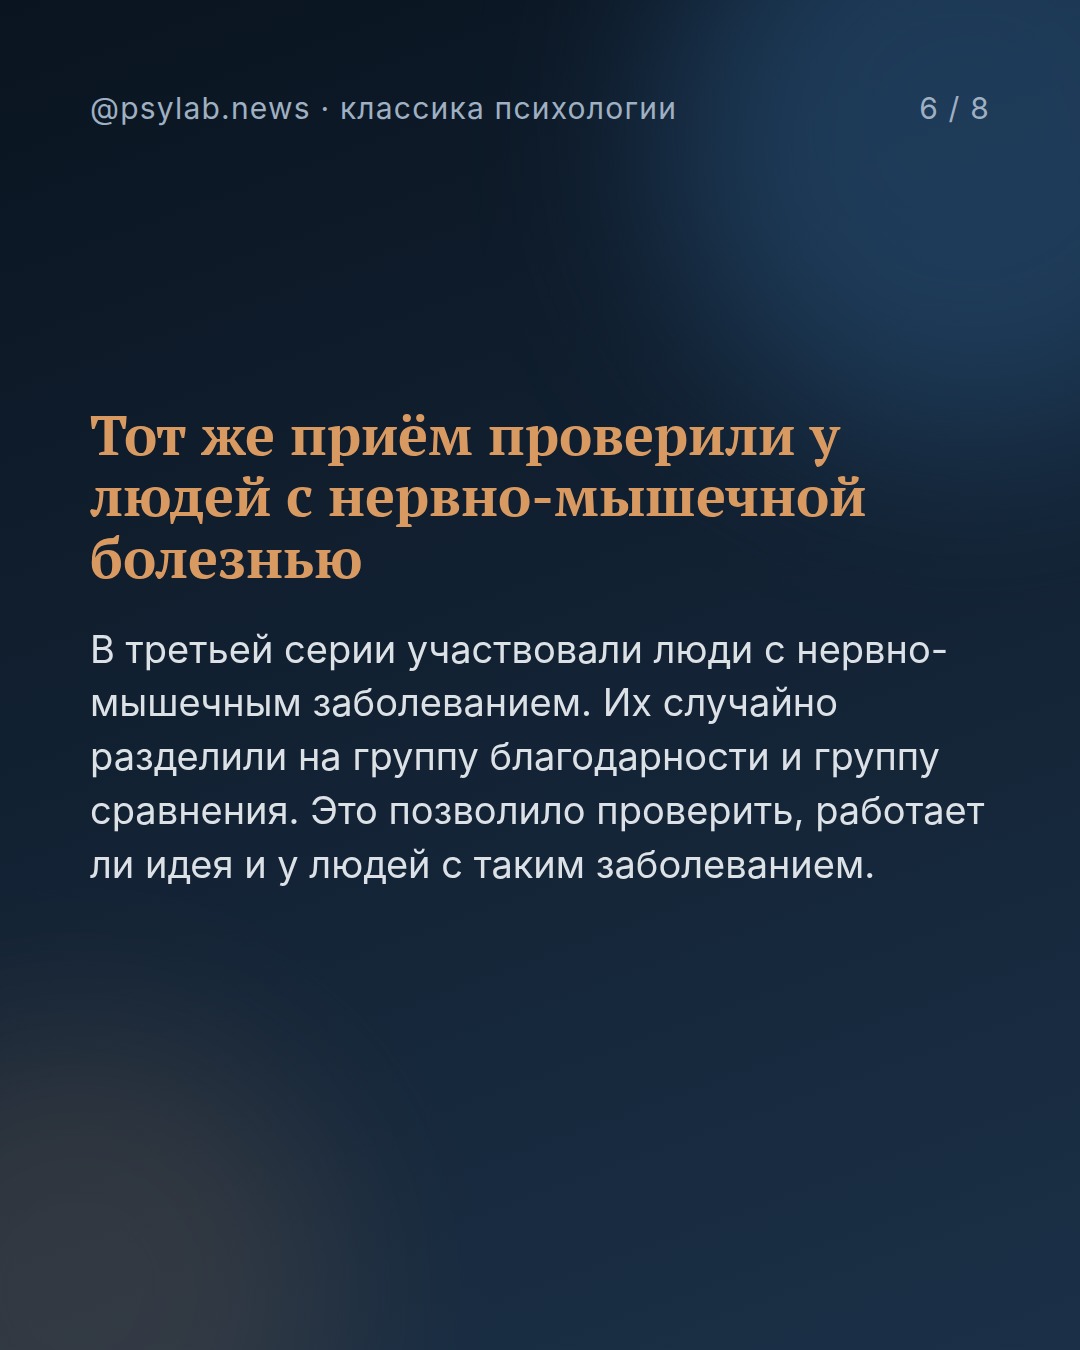 @psylab.news · классика психологии
6 / 8
Тот же приём проверили у
людей с нервно-мышечной
болезнью
В третьей серии участвовали люди с нервно-
мышечным заболеванием. Их случайно
разделили на группу благодарности и группу
сравнения. Это позволило проверить, работает
ли идея и у людей с таким заболеванием.